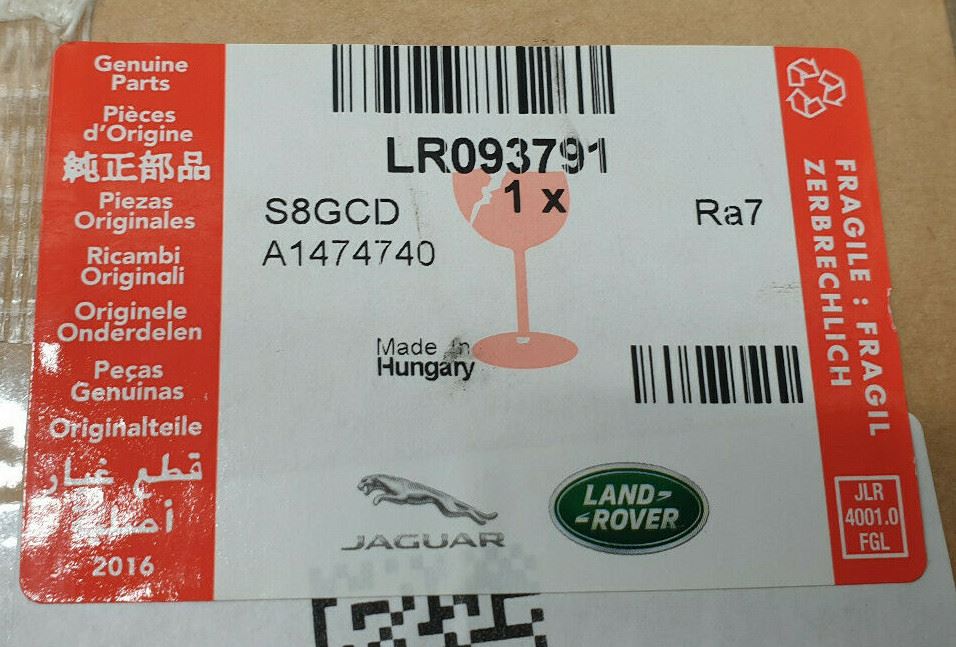 Genuine
Parts
Pièces
d'Origine
純正部品
Piezas
Originales
Ricambi
Originali
Originele
Onderdelen
Peças
Genuínas
Originalteile
قطع غيار
أصلية
2016
LR093791
1 x
S8GCD
Ra7
A1474740
Made in
Hungary
JAGUAR
LAND-
-ROVER
FRAGILE : FRAGIL
ZERBRECHLICH
JLR
4001.0
FGL